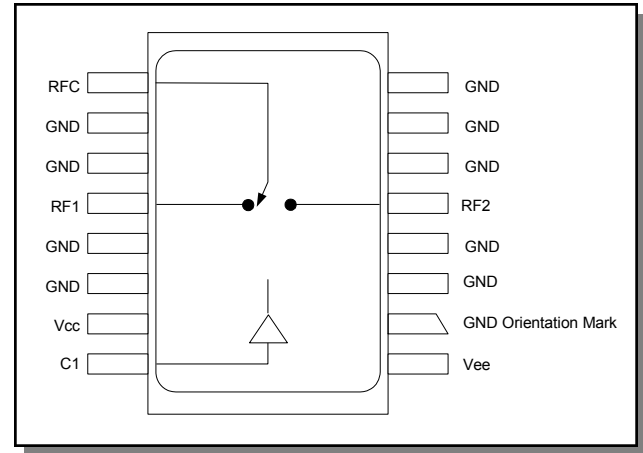 RFC GND
GND GND
GND GND
RF1 RF2
GND GND
GND GND
Vcc GND Orientation Mark
C1 Vee